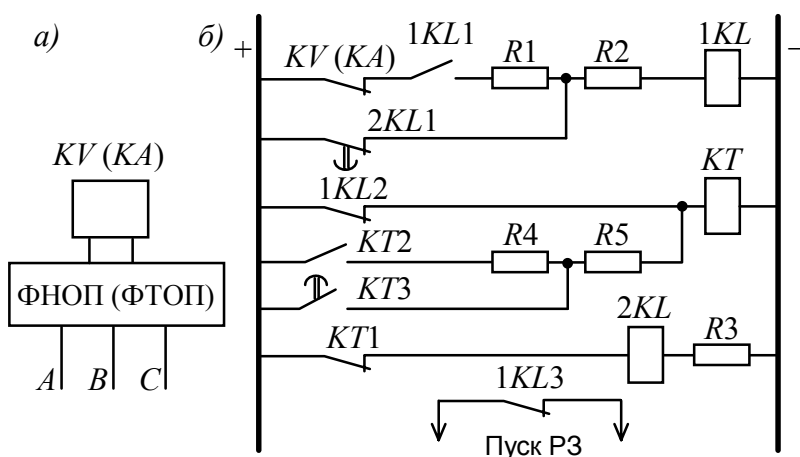 а)
б)
+
–
KV (KA)
1KL1
R1
R2
1KL
2KL1
KV (KA)
1KL2
KT
KT2
R4
R5
KT3
ФНОП (ФТОП)
2KL
R3
KT1
A B C
1KL3
Пуск РЗ